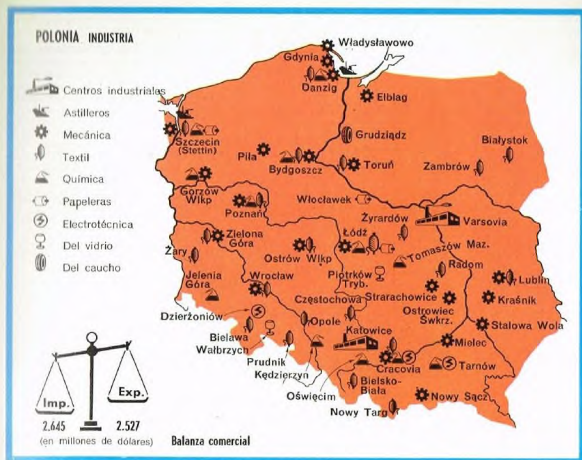 POLONIA INDUSTRIA
Centros industriales
Astilleros
Mecánica
Textil
Química
Papeleras
Electrotécnica
Del vidrio
Del caucho
Władysławowo
Gdynia
Danzig
Elbląg
Szczecin
(Stettin)
Grudziądz
Białystok
Piła
Bydgoszcz
Toruń
Zambrów
Gorzów
Wlkp
Poznań
Włocławek
Żyrardów
Varsovia
Zielona
Góra
Łódź
Żary
Ostrów Wlkp
Tomaszów Maz.
Radom
Jelenia
Góra
Wrocław
Piotrków
Tryb.
Lublin
Częstochowa
Strarachowice
Kraśnik
Dzierżoniów
Opole
Ostrowiec
Śwkrz.
Katowice
Stalowa Wola
Bielawa
Wałbrzych
Mielec
Prudnik
Kędzierzyn
Cracovia
Tarnów
Oświęcim
Bielsko-
Biała
Nowy Sącz
Nowy Targ
Imp.
Exp.
2.645
2.527
(en millones de dólares)
Balanza comercial